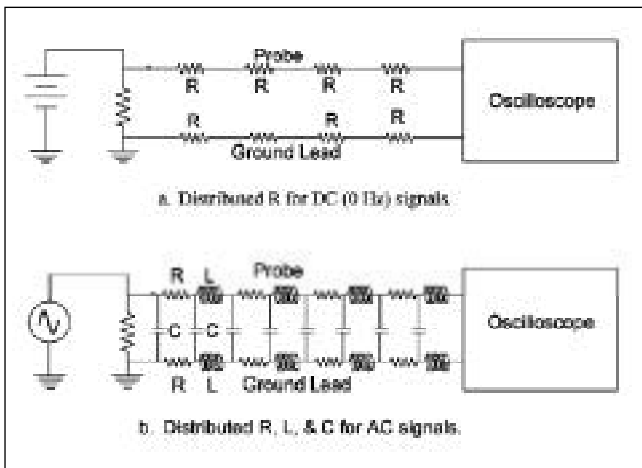 Probe
R R R R
R R
Oscilloscope
Ground Lead
a. Distributed R for DC (0 Hz) signals.
R L Probe
C C
Oscilloscope
R L Ground Lead
b. Distributed R, L, & C for AC signals.